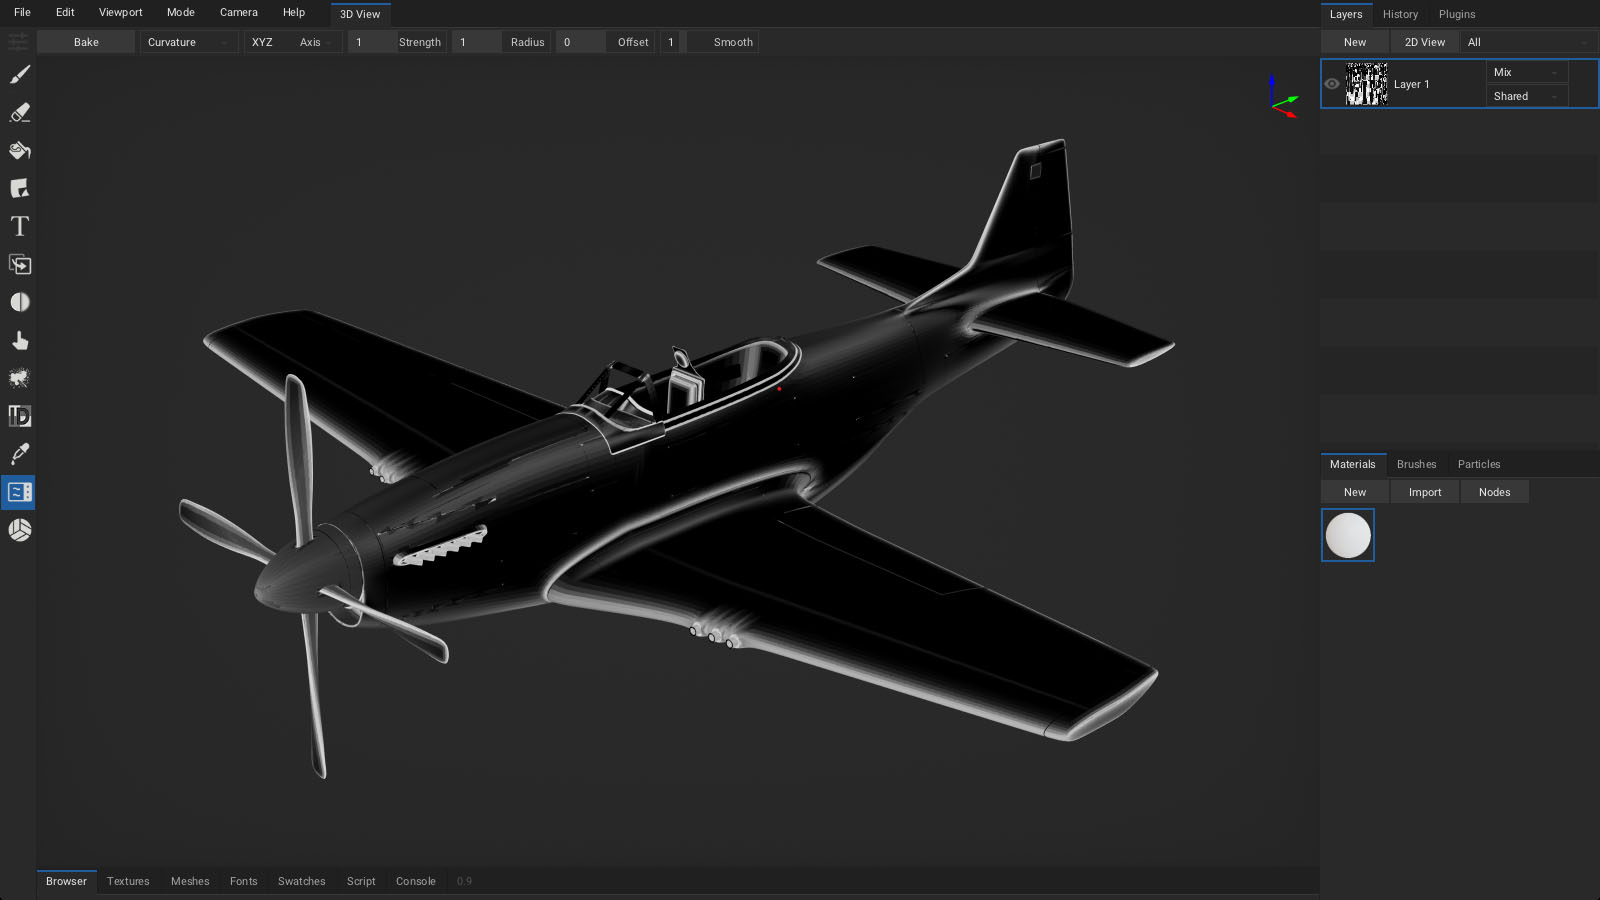 File Edit Viewport Mode Camera Help 3D View
Bake Curvature XYZ Axis 1 Strength 1 Radius 0 Offset 1 Smooth
T
ID
Layers History Plugins
New 2D View All
Layer 1
Mix
Shared
Materials Brushes Particles
New Import Nodes
Browser Textures Meshes Fonts Swatches Script Console 0.9